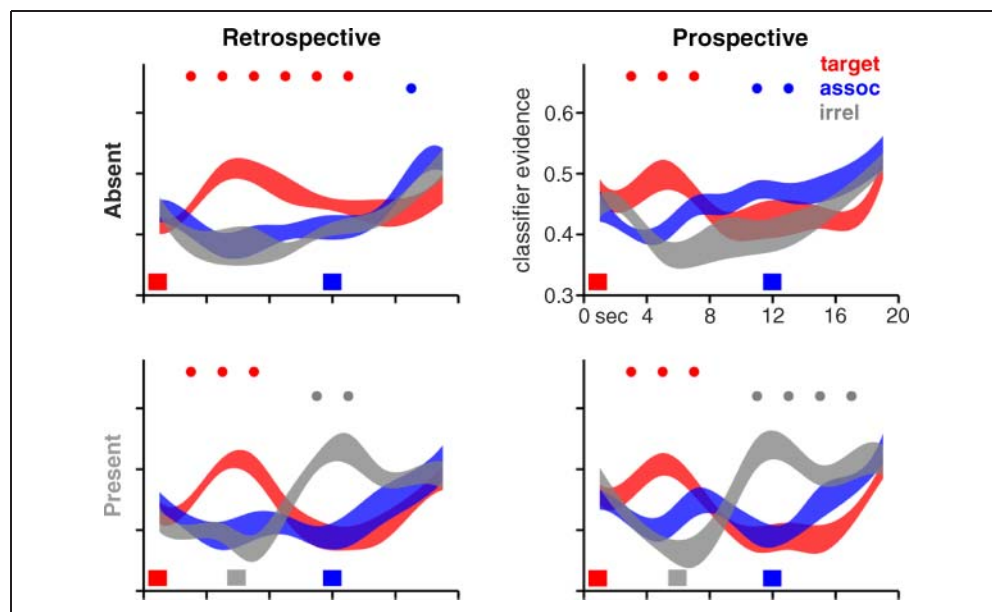 Retrospective
Prospective
target
assoc
irrel
Absent
classifier evidence
0.6
0.5
0.4
0.3
0 sec 4 8 12 16 20
Present